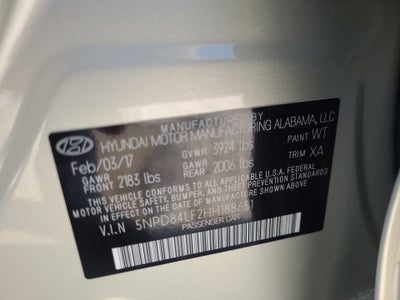 MANUFACTURED BY
HYUNDAI MOTOR MANUFACTURING ALABAMA, LLC
Feb/03/17 GVWR 3924 lbs PAINT WT
GAWR FRONT 2183 lbs GAWR REAR 2006 lbs TRIM XA
THIS VEHICLE CONFORMS TO ALL APPLICABLE U.S. FEDERAL
MOTOR VEHICLE SAFETY, BUMPER, AND THEFT PREVENTION STANDARDS
IN EFFECT ON THE DATE OF MANUFACTURE SHOWN ABOVE.
V.I.N 5NPD84LF2HH188651
PASSENGER CAR